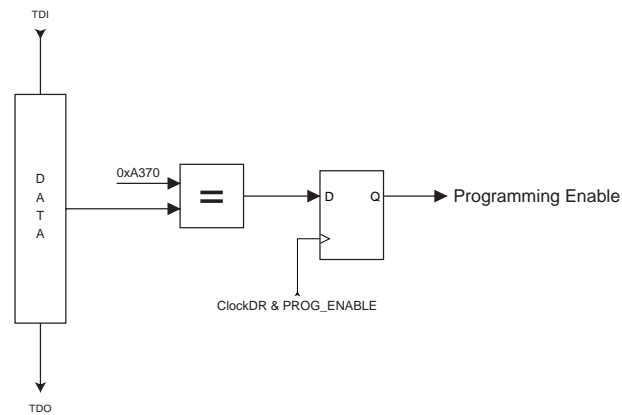 TDI
D
A
T
A
0xA370
=
D
Q
Programming Enable
ClockDR & PROG_ENABLE
TDO